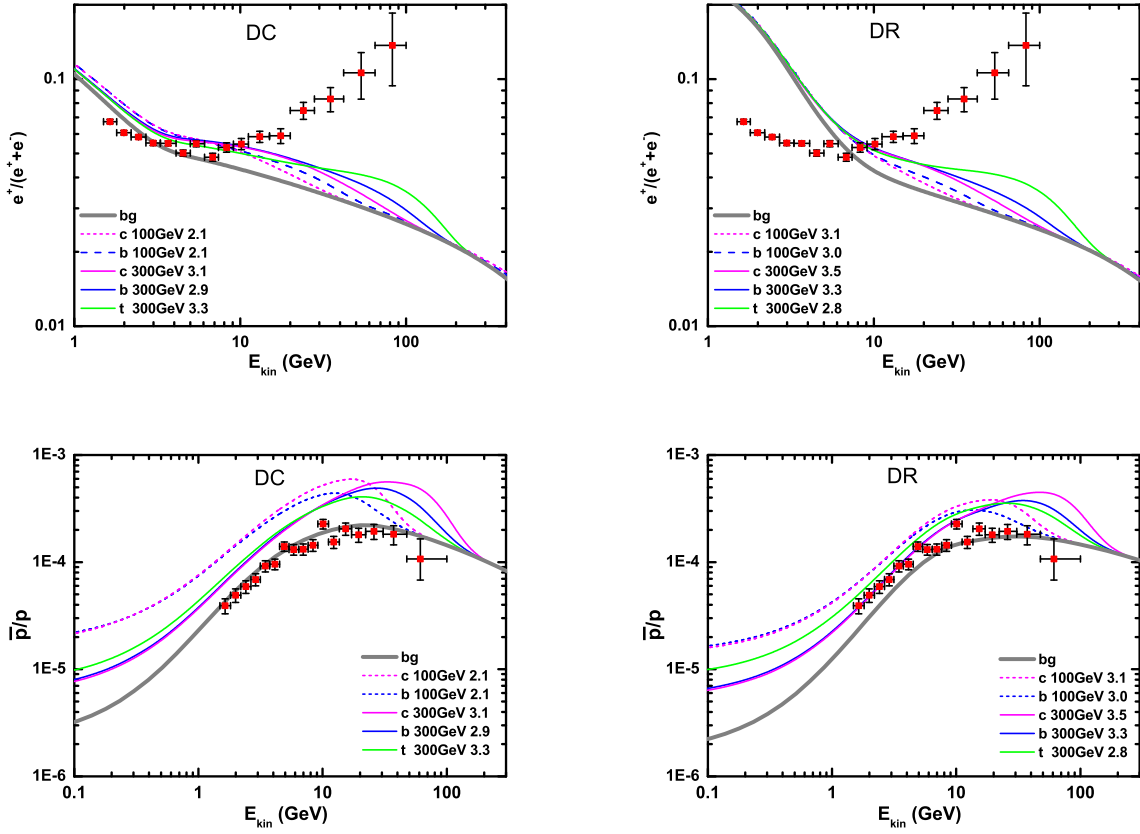 DC
0.1
0.01
e⁺/(e⁺+e⁻)
bg
c 100GeV 2.1
b 100GeV 2.1
c 300GeV 3.1
b 300GeV 2.9
t 300GeV 3.3
1 10 100
E_kin (GeV)
DR
0.1
0.01
e⁺/(e⁺+e⁻)
bg
c 100GeV 3.1
b 100GeV 3.0
c 300GeV 3.5
b 300GeV 3.3
t 300GeV 2.8
1 10 100
E_kin (GeV)
DC
1E-3
1E-4
1E-5
1E-6
p̅/p
bg
c 100GeV 2.1
b 100GeV 2.1
c 300GeV 3.1
b 300GeV 2.9
t 300GeV 3.3
0.1 1 10 100
E_kin (GeV)
DR
1E-3
1E-4
1E-5
1E-6
p̅/p
bg
c 100GeV 3.1
b 100GeV 3.0
c 300GeV 3.5
b 300GeV 3.3
t 300GeV 2.8
0.1 1 10 100
E_kin (GeV)